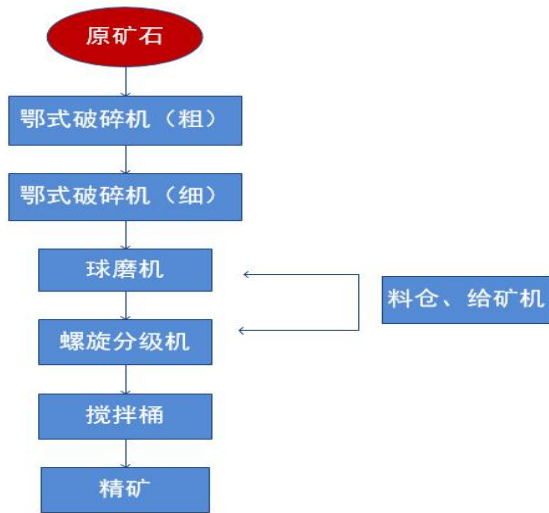 原矿石
鄂式破碎机（粗）
鄂式破碎机（细）
球磨机
料仓、给矿机
螺旋分级机
搅拌桶
精矿